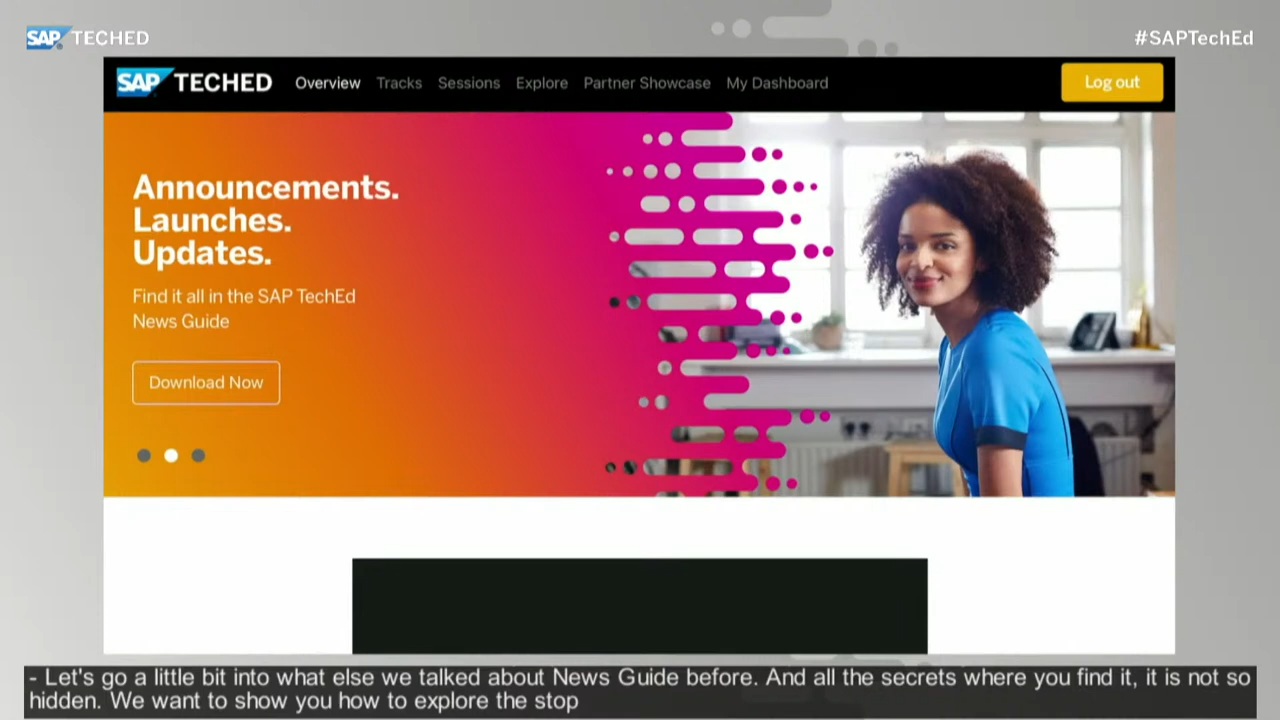 SAP TECHED
#SAPTechEd
SAP TECHED Overview Tracks Sessions Explore Partner Showcase My Dashboard Log out
Announcements.
Launches.
Updates.
Find it all in the SAP TechEd
News Guide
Download Now
- Let's go a little bit into what else we talked about News Guide before. And all the secrets where you find it, it is not so
hidden. We want to show you how to explore the stop